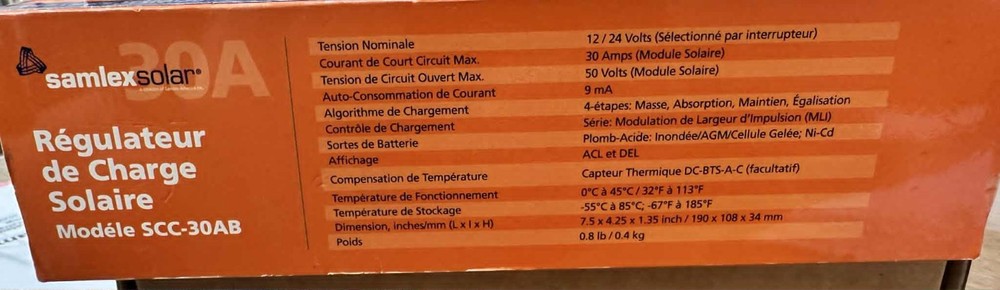 30A
samlexsolar®
Régulateur
de Charge
Solaire
Modéle SCC-30AB
Tension Nominale 12 / 24 Volts (Sélectionné par interrupteur)
Courant de Court Circuit Max. 30 Amps (Module Solaire)
Tension de Circuit Ouvert Max. 50 Volts (Module Solaire)
Auto-Consommation de Courant 9 mA
Algorithme de Chargement 4-étapes: Masse, Absorption, Maintien, Égalisation
Contrôle de Chargement Série: Modulation de Largeur d'Impulsion (MLI)
Sortes de Batterie Plomb-Acide: Inondée/AGM/Cellule Gelée; Ni-Cd
Affichage ACL et DEL
Compensation de Température Capteur Thermique DC-BTS-A-C (facultatif)
Température de Fonctionnement 0°C à 45°C / 32°F à 113°F
Température de Stockage -55°C à 85°C; -67°F à 185°F
Dimension, inches/mm (L x l x H) 7.5 x 4.25 x 1.35 inch / 190 x 108 x 34 mm
Poids 0.8 lb / 0.4 kg